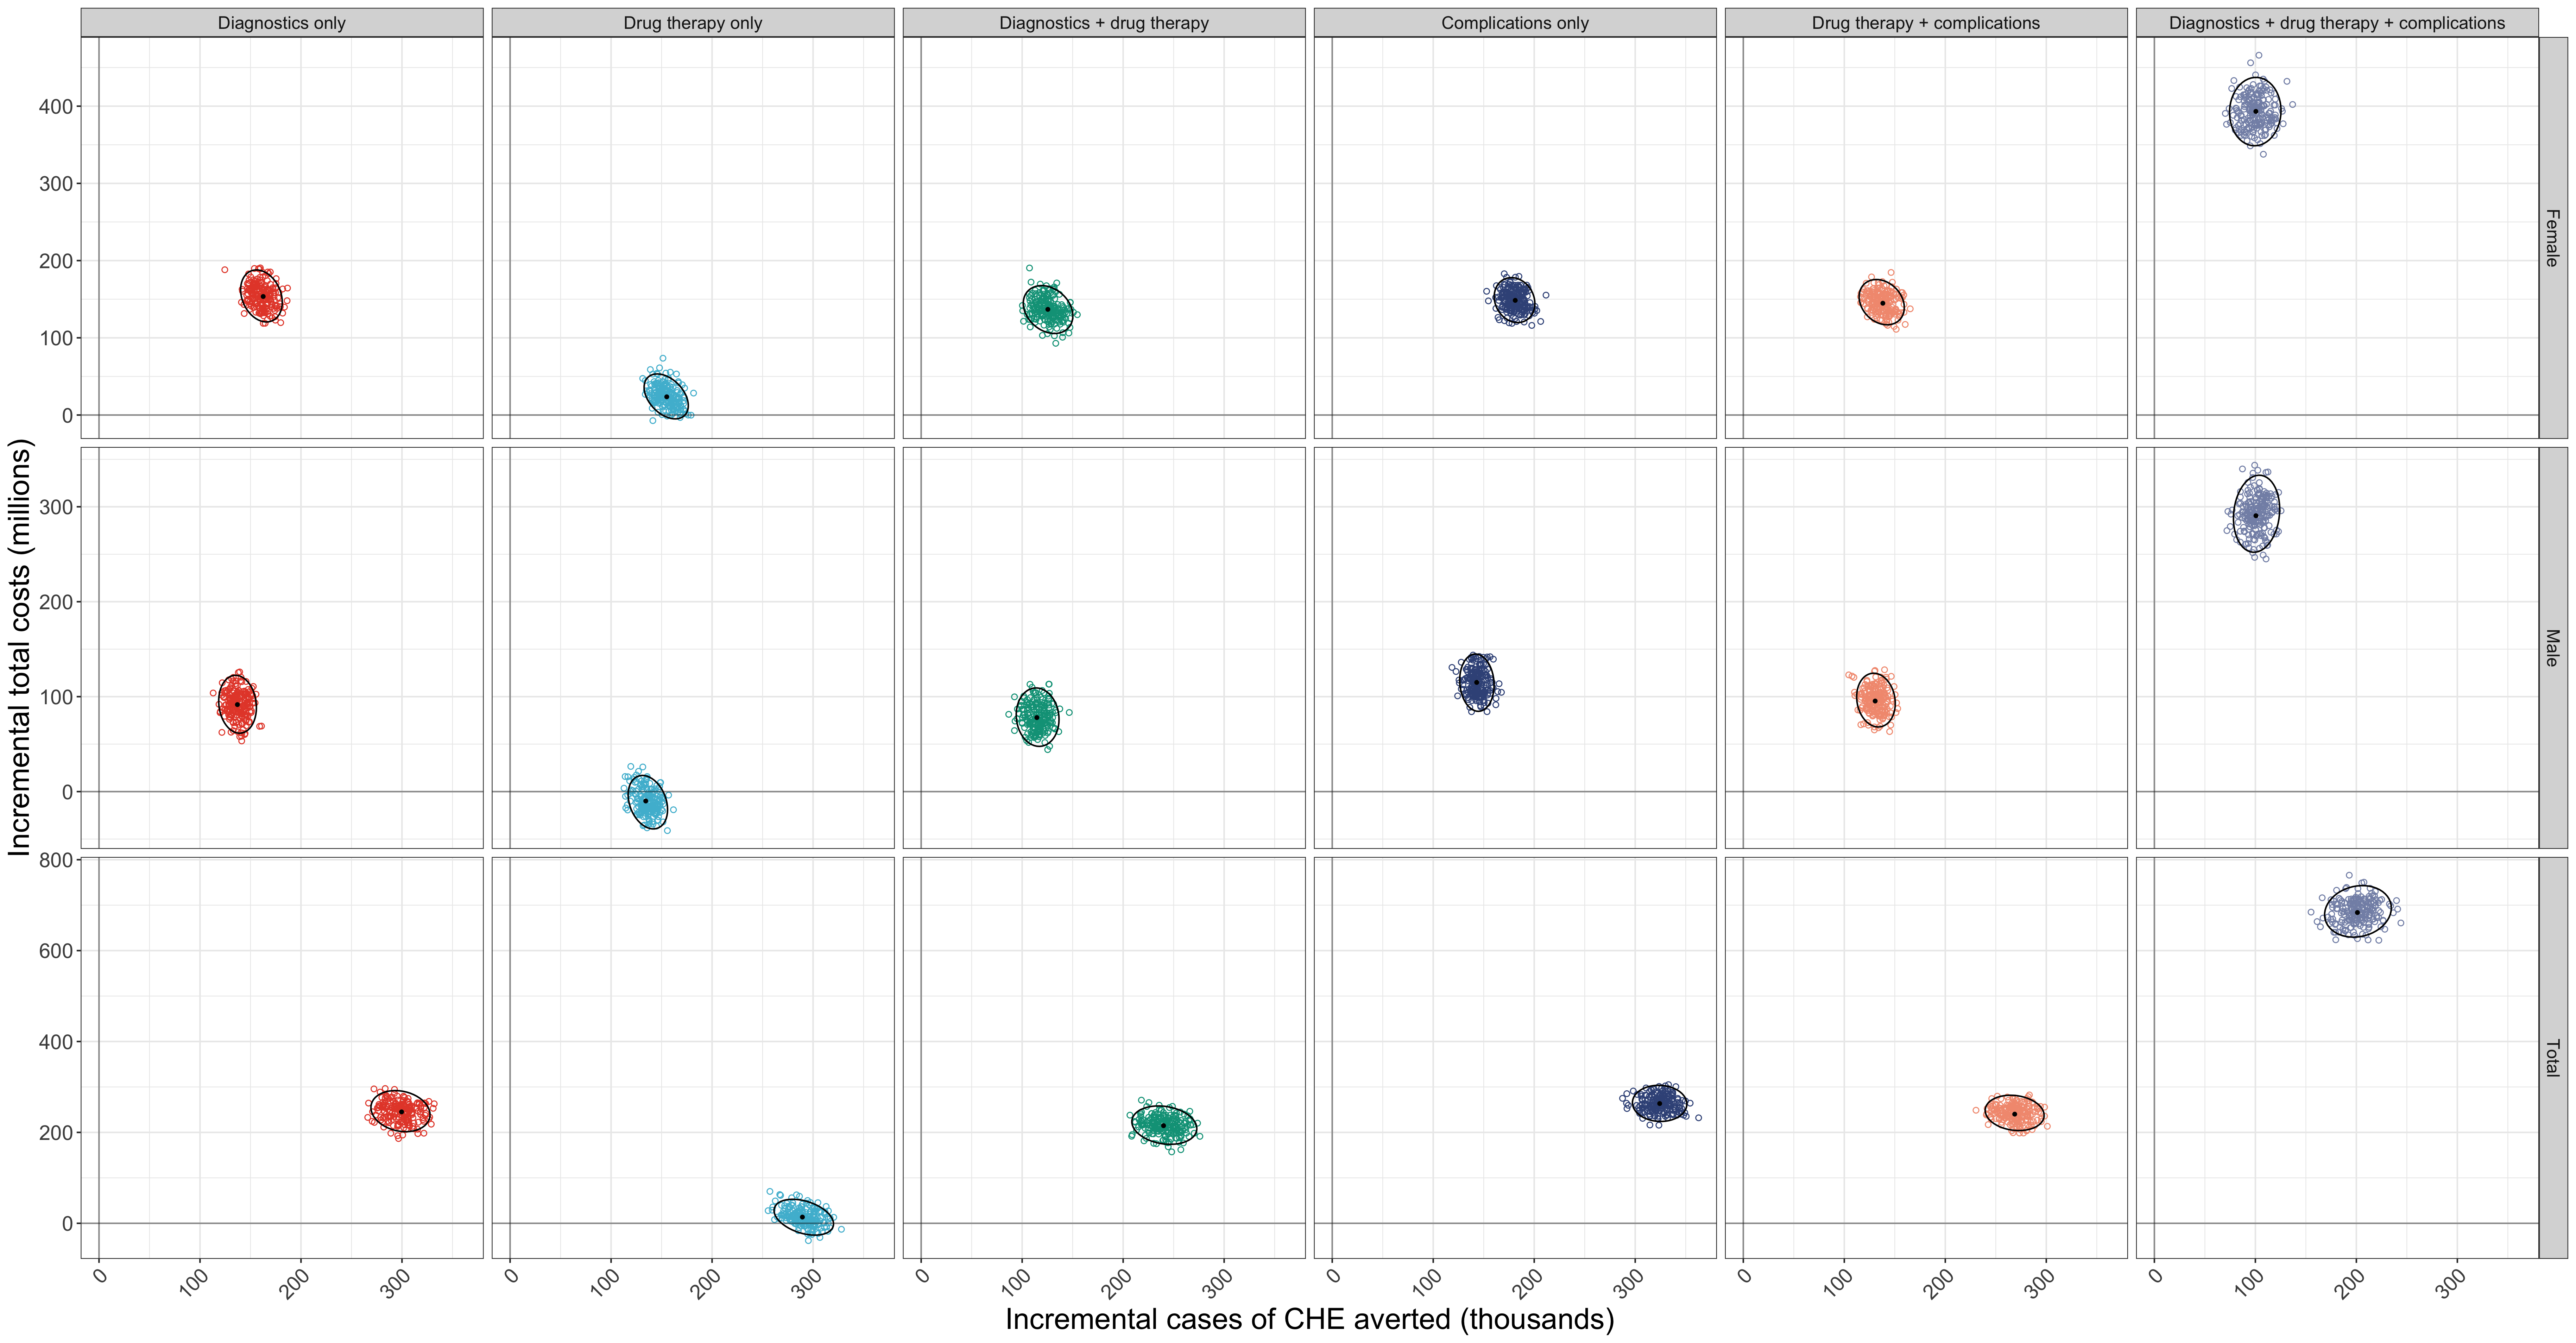 Diagnostics only
Drug therapy only
Diagnostics + drug therapy
Complications only
Drug therapy + complications
Diagnostics + drug therapy + complications
Incremental total costs (millions)
400
300
200
100
0
Female
300
200
100
0
Male
800
600
400
200
0
Total
0 100 200 300 0 100 200 300 0 100 200 300 0 100 200 300 0 100 200 300 0 100 200 300
Incremental cases of CHE averted (thousands)